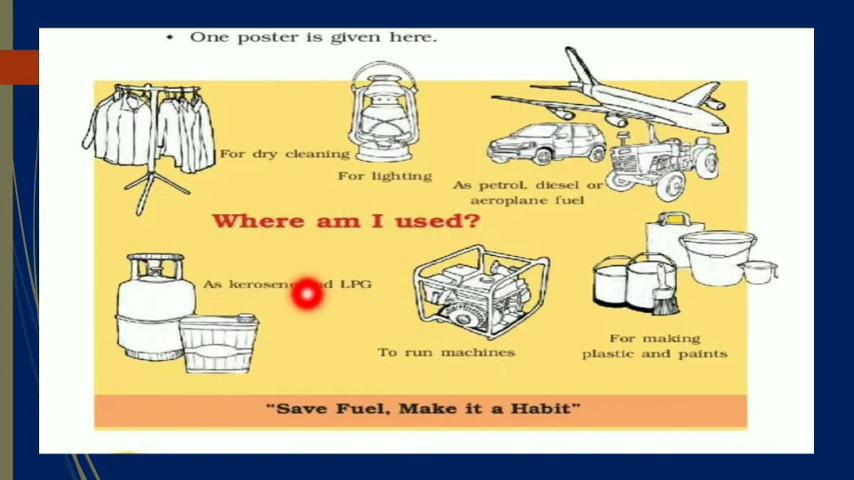 • One poster is given here.
For dry cleaning
For lighting
As petrol, diesel or
aeroplane fuel
Where am I used?
As kerosene LPG
To run machines
For making
plastic and paints
“Save Fuel, Make it a Habit”